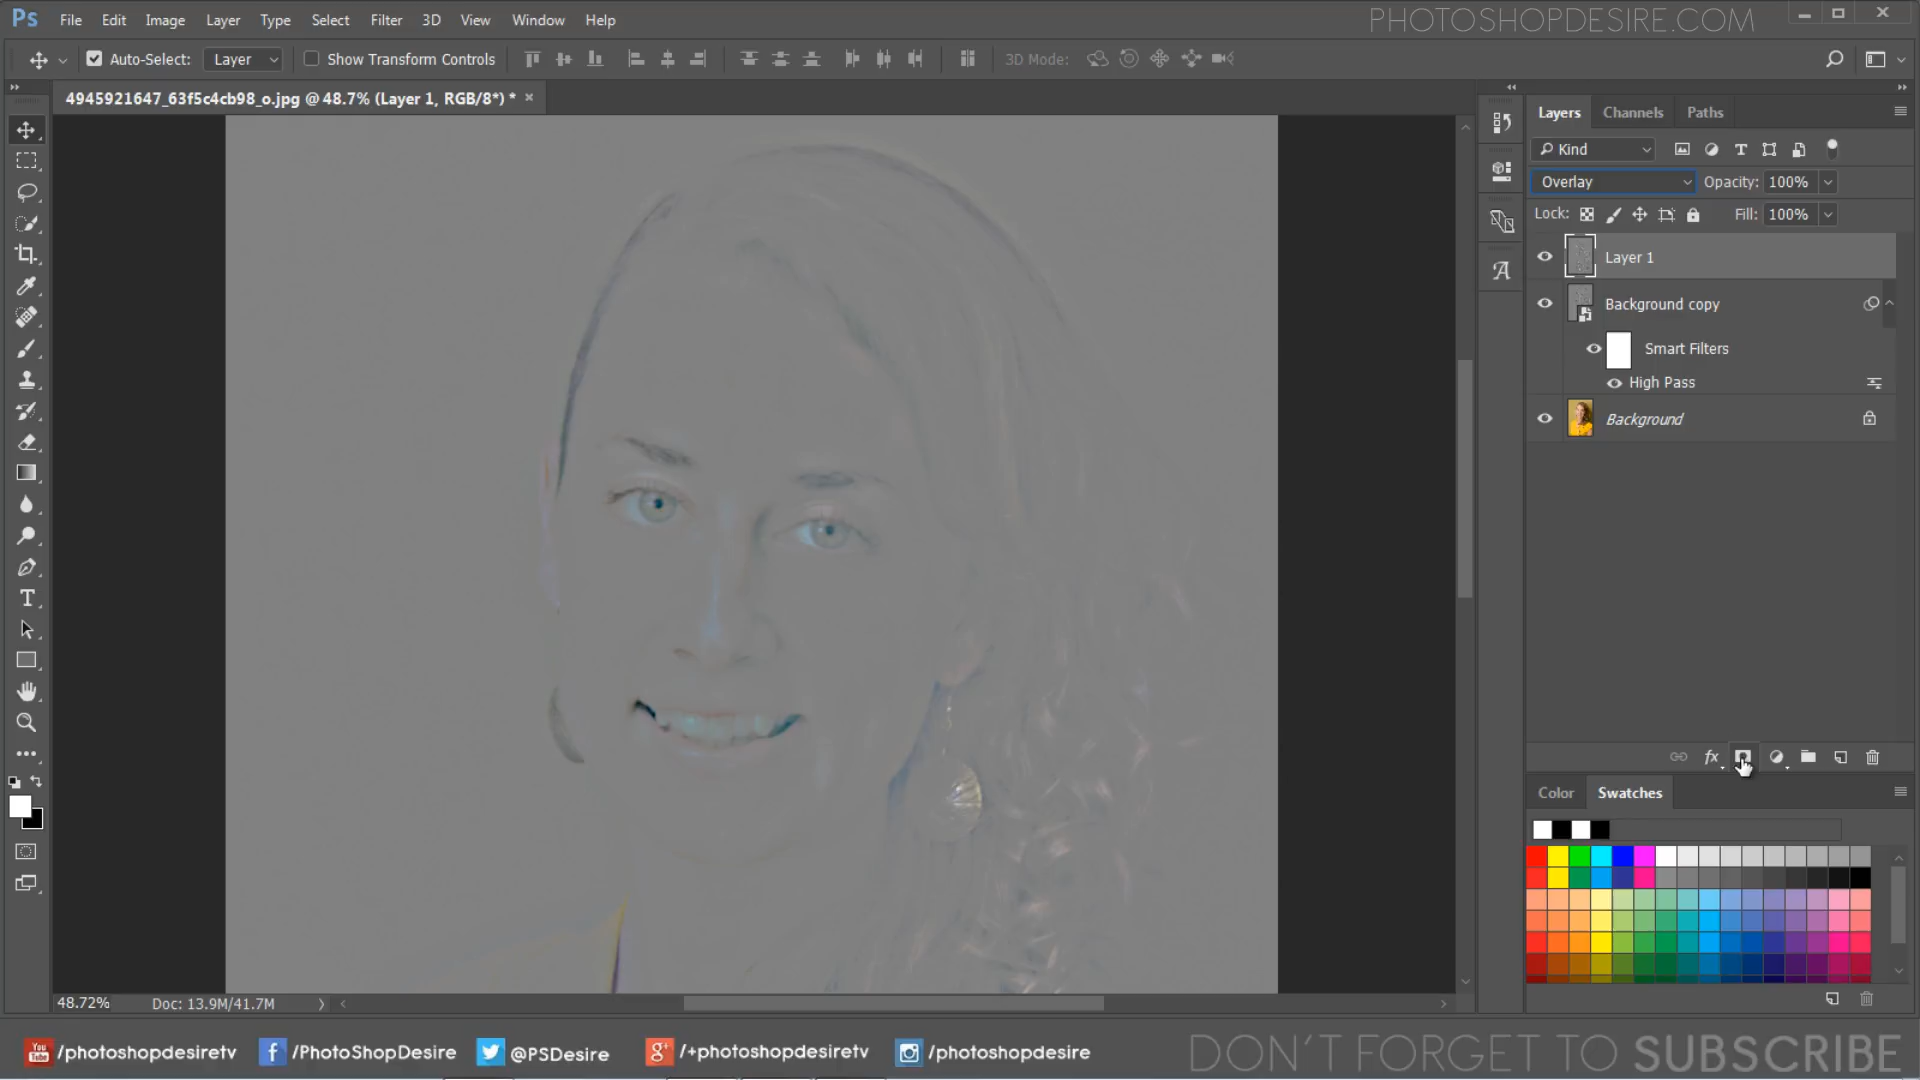 Ps File Edit Image Layer Type Select Filter 3D View Window Help PHOTOSHOPDESIRE.COM
Auto-Select: Layer Show Transform Controls 3D Mode:
4945921647_63f5c4cb98_o.jpg @ 48.7% (Layer 1, RGB/8*) *
Layers Channels Paths
Kind
Overlay Opacity: 100%
Lock: Fill: 100%
Layer 1
Background copy
Smart Filters
High Pass
Background
fx
Color Swatches
48.72% Doc: 13.9M/41.7M
You Tube /photoshopdesiretv f /PhotoShopDesire @PSDesire g+ /+photoshopdesiretv /photoshopdesire DON'T FORGET TO SUBSCRIBE